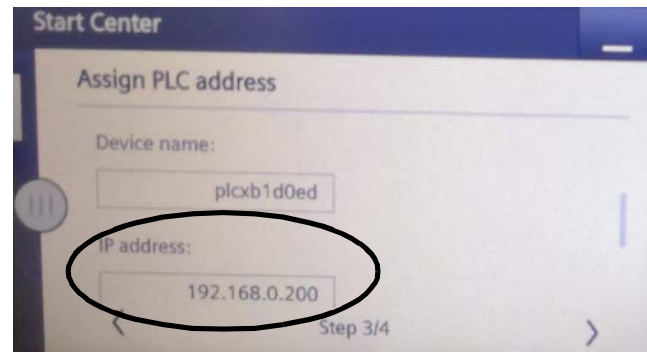 Start Center
Assign PLC address
Device name:
plcxb1d0ed
IP address:
192.168.0.200
Step 3/4